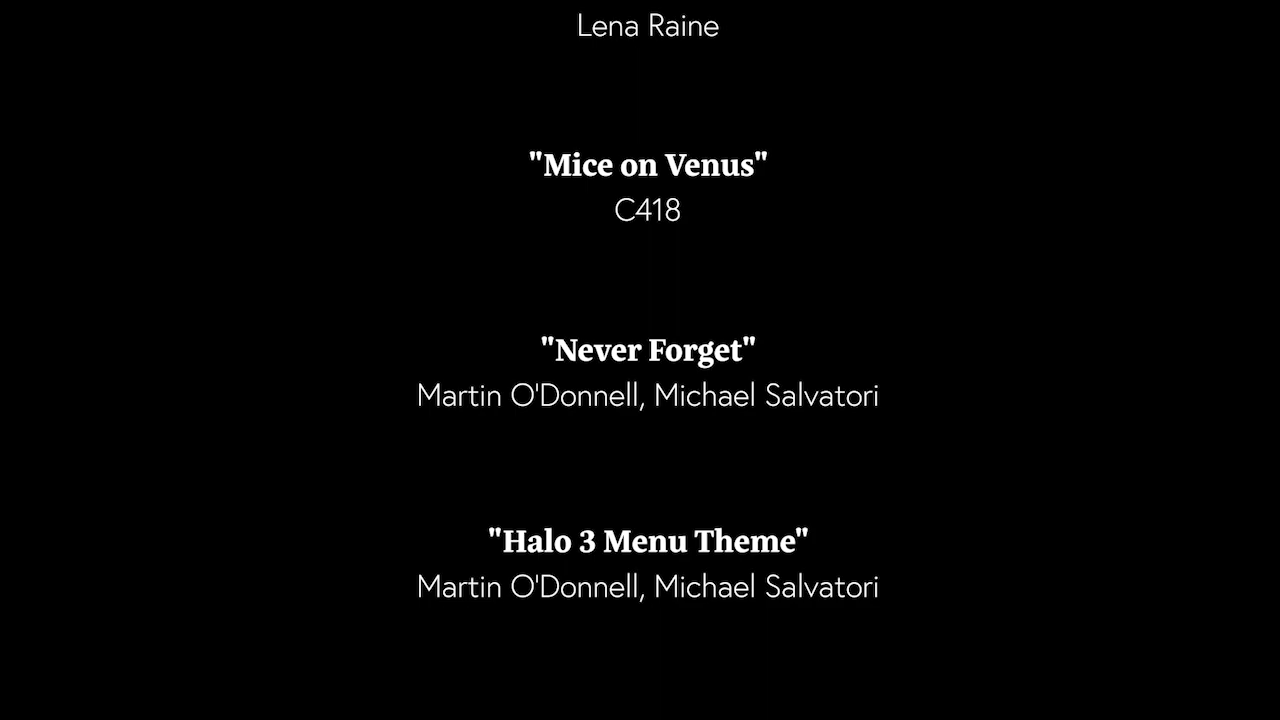 Lena Raine
"Mice on Venus"
C418
"Never Forget"
Martin O'Donnell, Michael Salvatori
"Halo 3 Menu Theme"
Martin O'Donnell, Michael Salvatori